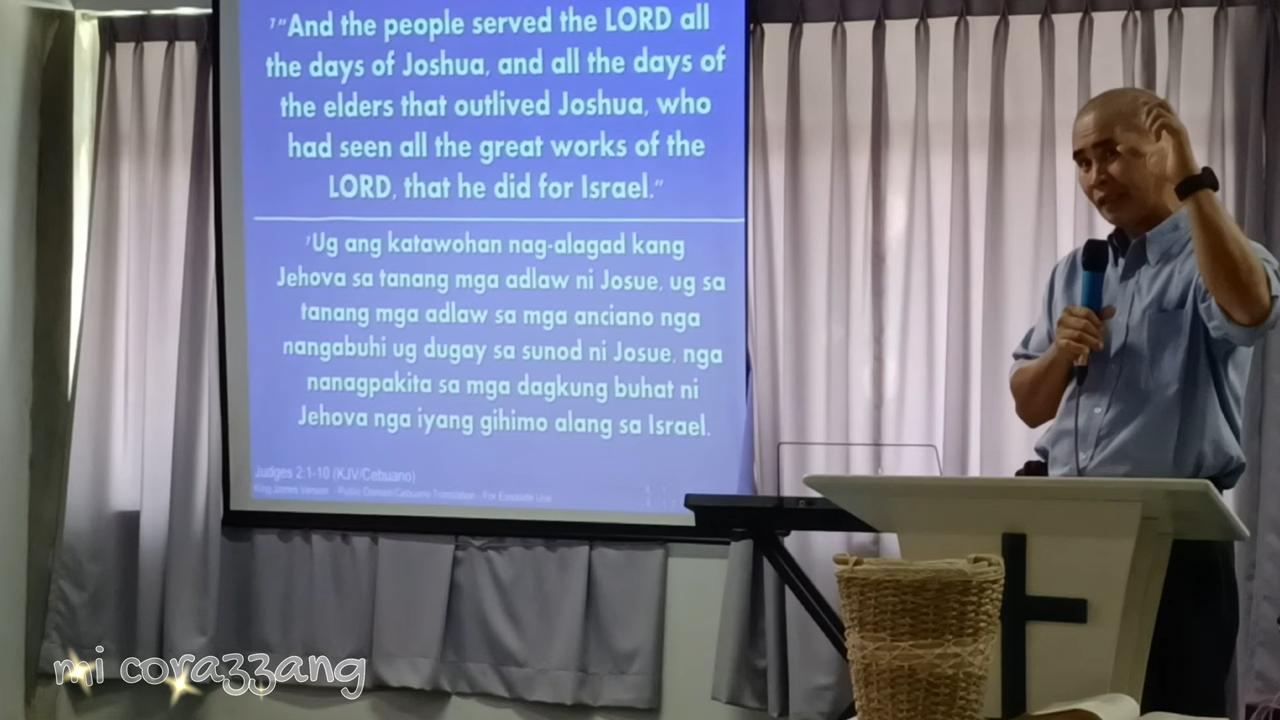 ⁷"And the people served the LORD all
the days of Joshua, and all the days of
the elders that outlived Joshua, who
had seen all the great works of the
LORD, that he did for Israel."
⁷Ug ang katawohan nag-alagad kang
Jehova sa tanang mga adlaw ni Josue, ug sa
tanang mga adlaw sa mga anciano nga
nangabuhi ug dugay sa sunod ni Josue, nga
nanagpakita sa mga dagkung buhat ni
Jehova nga iyang gihimo alang sa Israel.
Judges 2:1-10 (KJV/Cebuano)
King James Version - Public Domain/Cebuano Translation - For Use
mi corazzang